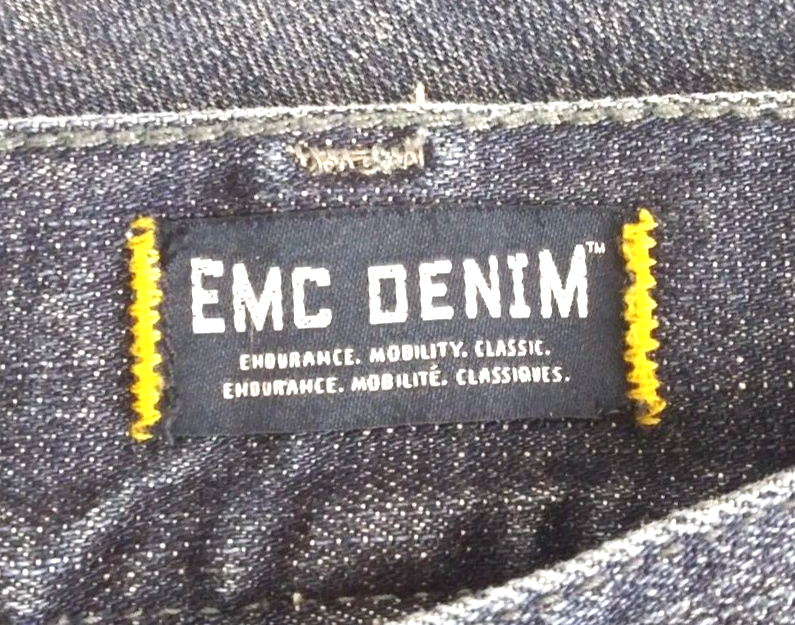 EMC DENIM™
ENDURANCE. MOBILITY. CLASSIC.
ENDURANCE. MOBILITÉ. CLASSIQUES.